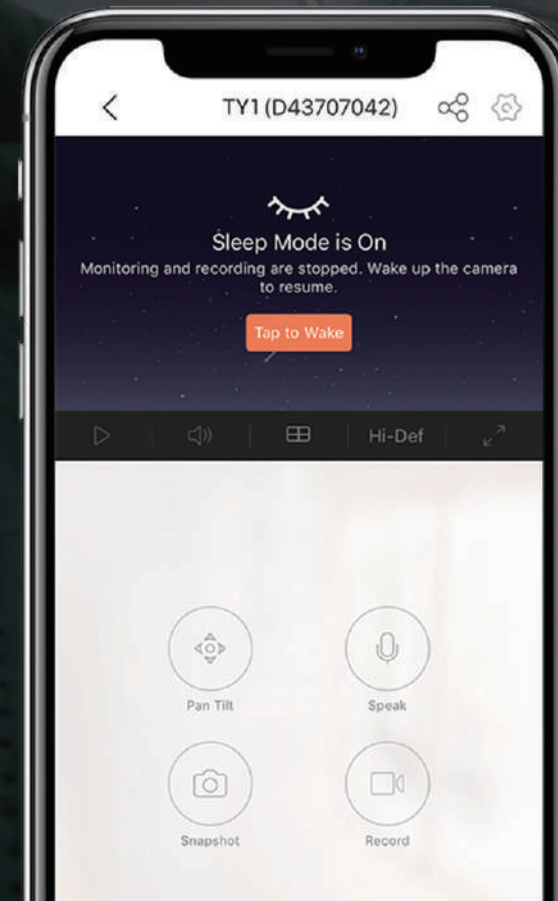 TY1 (D43707042)
Sleep Mode is On
Monitoring and recording are stopped. Wake up the camera
to resume.
Tap to Wake
Hi-Def
Pan Tilt
Speak
Snapshot
Record